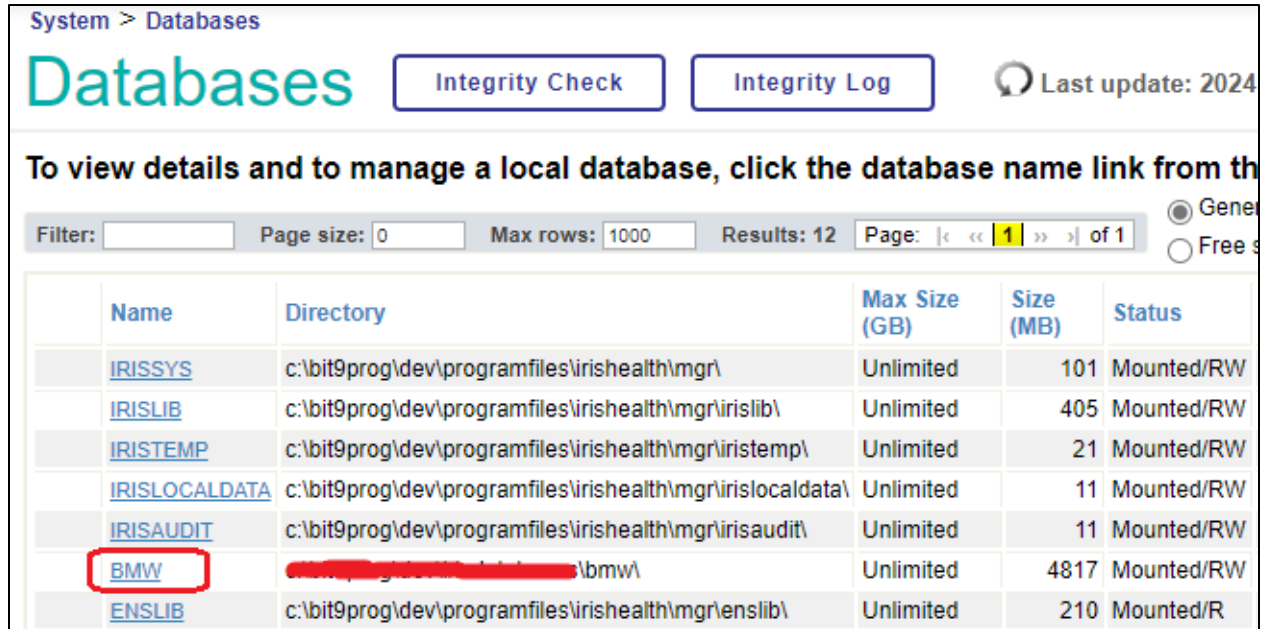 System > Databases
Databases Integrity Check Integrity Log Last update: 2024
To view details and to manage a local database, click the database name link from th
Filter: Page size: 0 Max rows: 1000 Results: 12 Page: |‹ ‹‹ 1 ›› ›| of 1
Gener
Free s
Name Directory Max Size (GB) Size (MB) Status
IRISSYS c:\bit9prog\dev\programfiles\irishealth\mgr\ Unlimited 101 Mounted/RW
IRISLIB c:\bit9prog\dev\programfiles\irishealth\mgr\irislib\ Unlimited 405 Mounted/RW
IRISTEMP c:\bit9prog\dev\programfiles\irishealth\mgr\iristemp\ Unlimited 21 Mounted/RW
IRISLOCALDATA c:\bit9prog\dev\programfiles\irishealth\mgr\irislocaldata\ Unlimited 11 Mounted/RW
IRISAUDIT c:\bit9prog\dev\programfiles\irishealth\mgr\irisaudit\ Unlimited 11 Mounted/RW
BMW \bmw\ Unlimited 4817 Mounted/RW
ENSLIB c:\bit9prog\dev\programfiles\irishealth\mgr\enslib\ Unlimited 210 Mounted/R